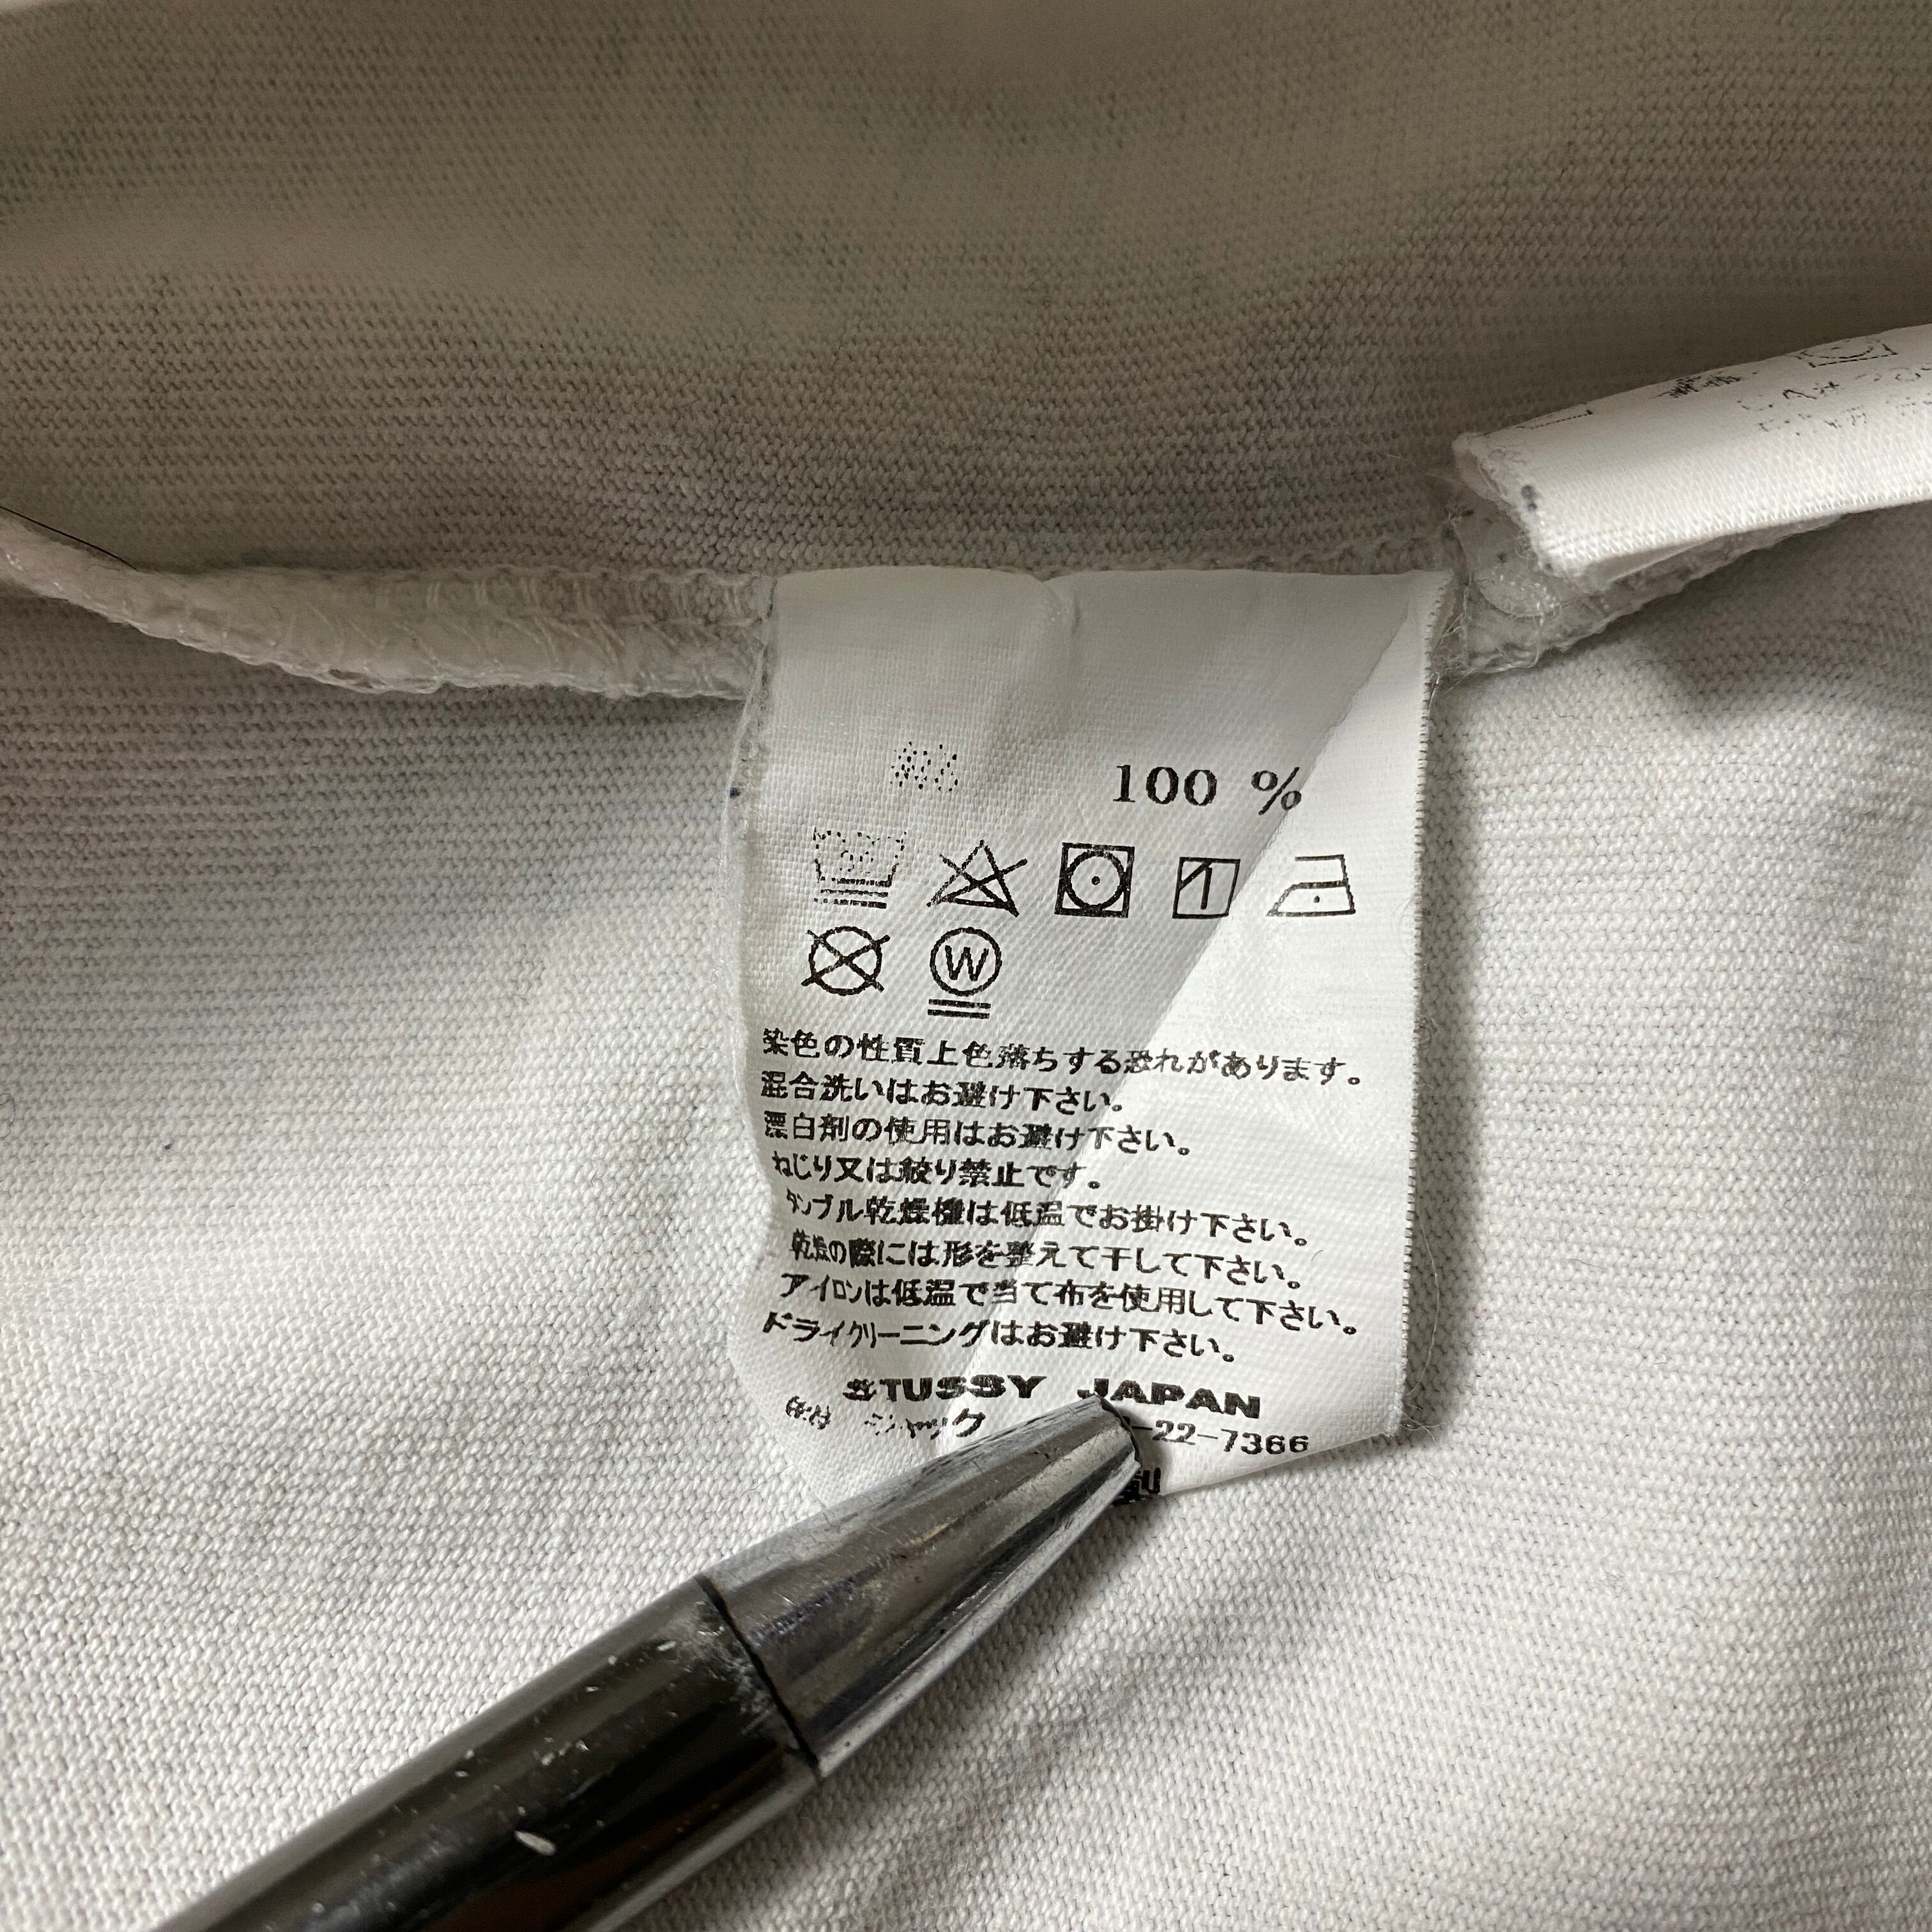 100 %
W
染色の性質上色落ちする恐れがあります。
混合洗いはお避け下さい。
漂白剤の使用はお避け下さい。
ねじり又は絞り禁止です。
タンブル乾燥機は低温でお掛け下さい。
乾燥の際には形を整えて干して下さい。
アイロンは低温で当て布を使用して下さい。
ドライクリーニングはお避け下さい。
STUSSY JAPAN
ジャック -22-7366